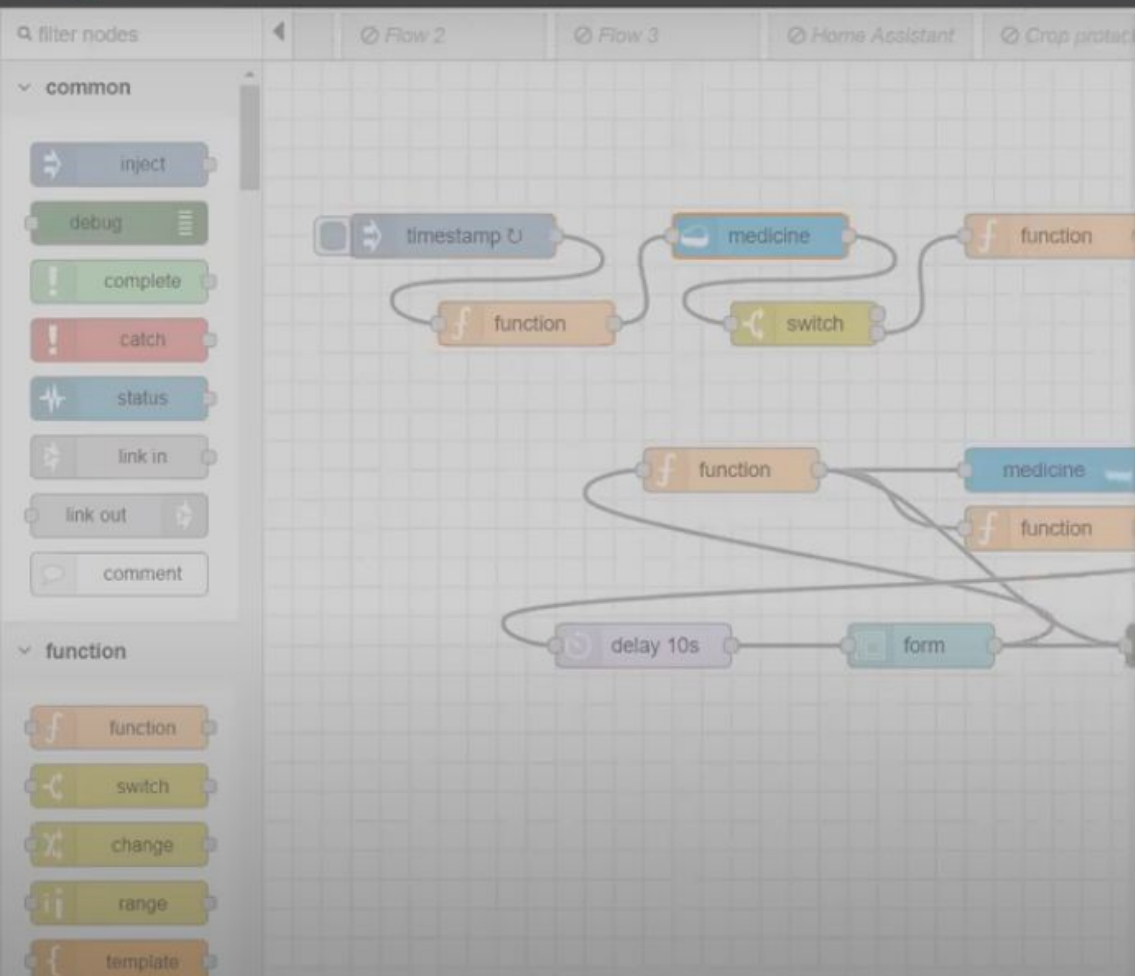 filter nodes
Flow 2
Flow 3
Home Assistant
Crop protec
common
inject
debug
complete
catch
status
link in
link out
comment
function
function
switch
change
range
template
timestamp ↻
medicine
function
function
switch
function
medicine
function
delay 10s
form